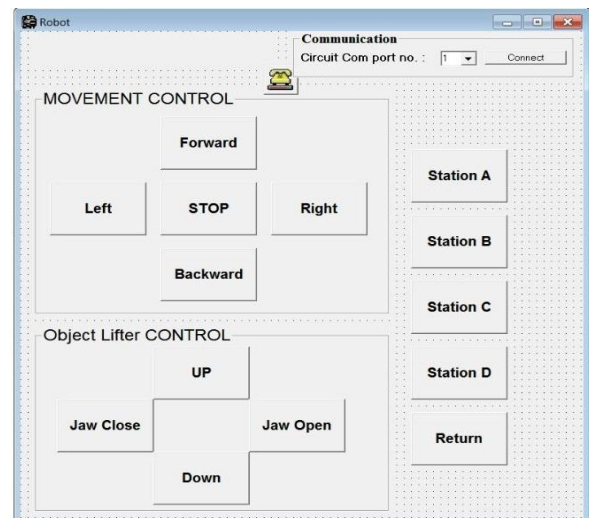 Robot
Communication
Circuit Com port no. : 1 Connect
MOVEMENT CONTROL
Forward
Left STOP Right
Backward
Object Lifter CONTROL
UP
Jaw Close Jaw Open
Down
Station A
Station B
Station C
Station D
Return